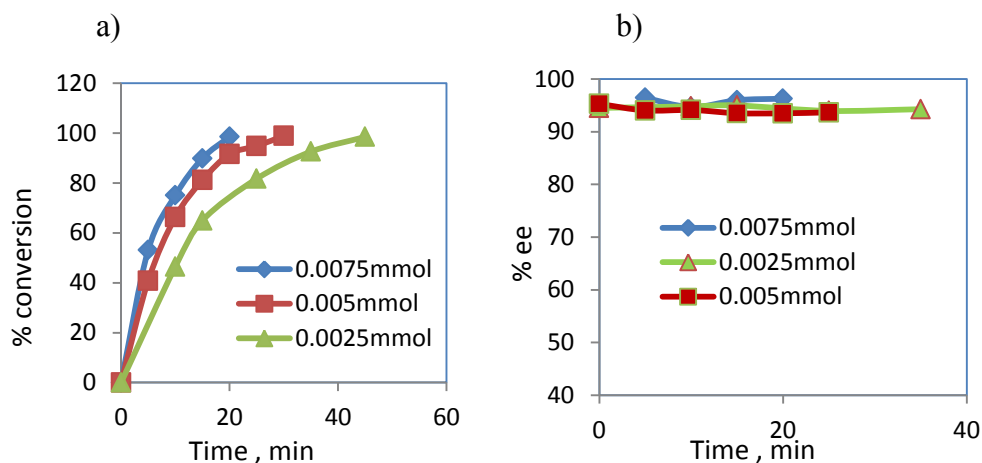 a)
120
100
80
60
40
20
0
0 20 40 60
% conversion
Time , min
0.0075mmol
0.005mmol
0.0025mmol
b)
100
90
80
70
60
50
40
0 20 40
% ee
Time , min
0.0075mmol
0.0025mmol
0.005mmol